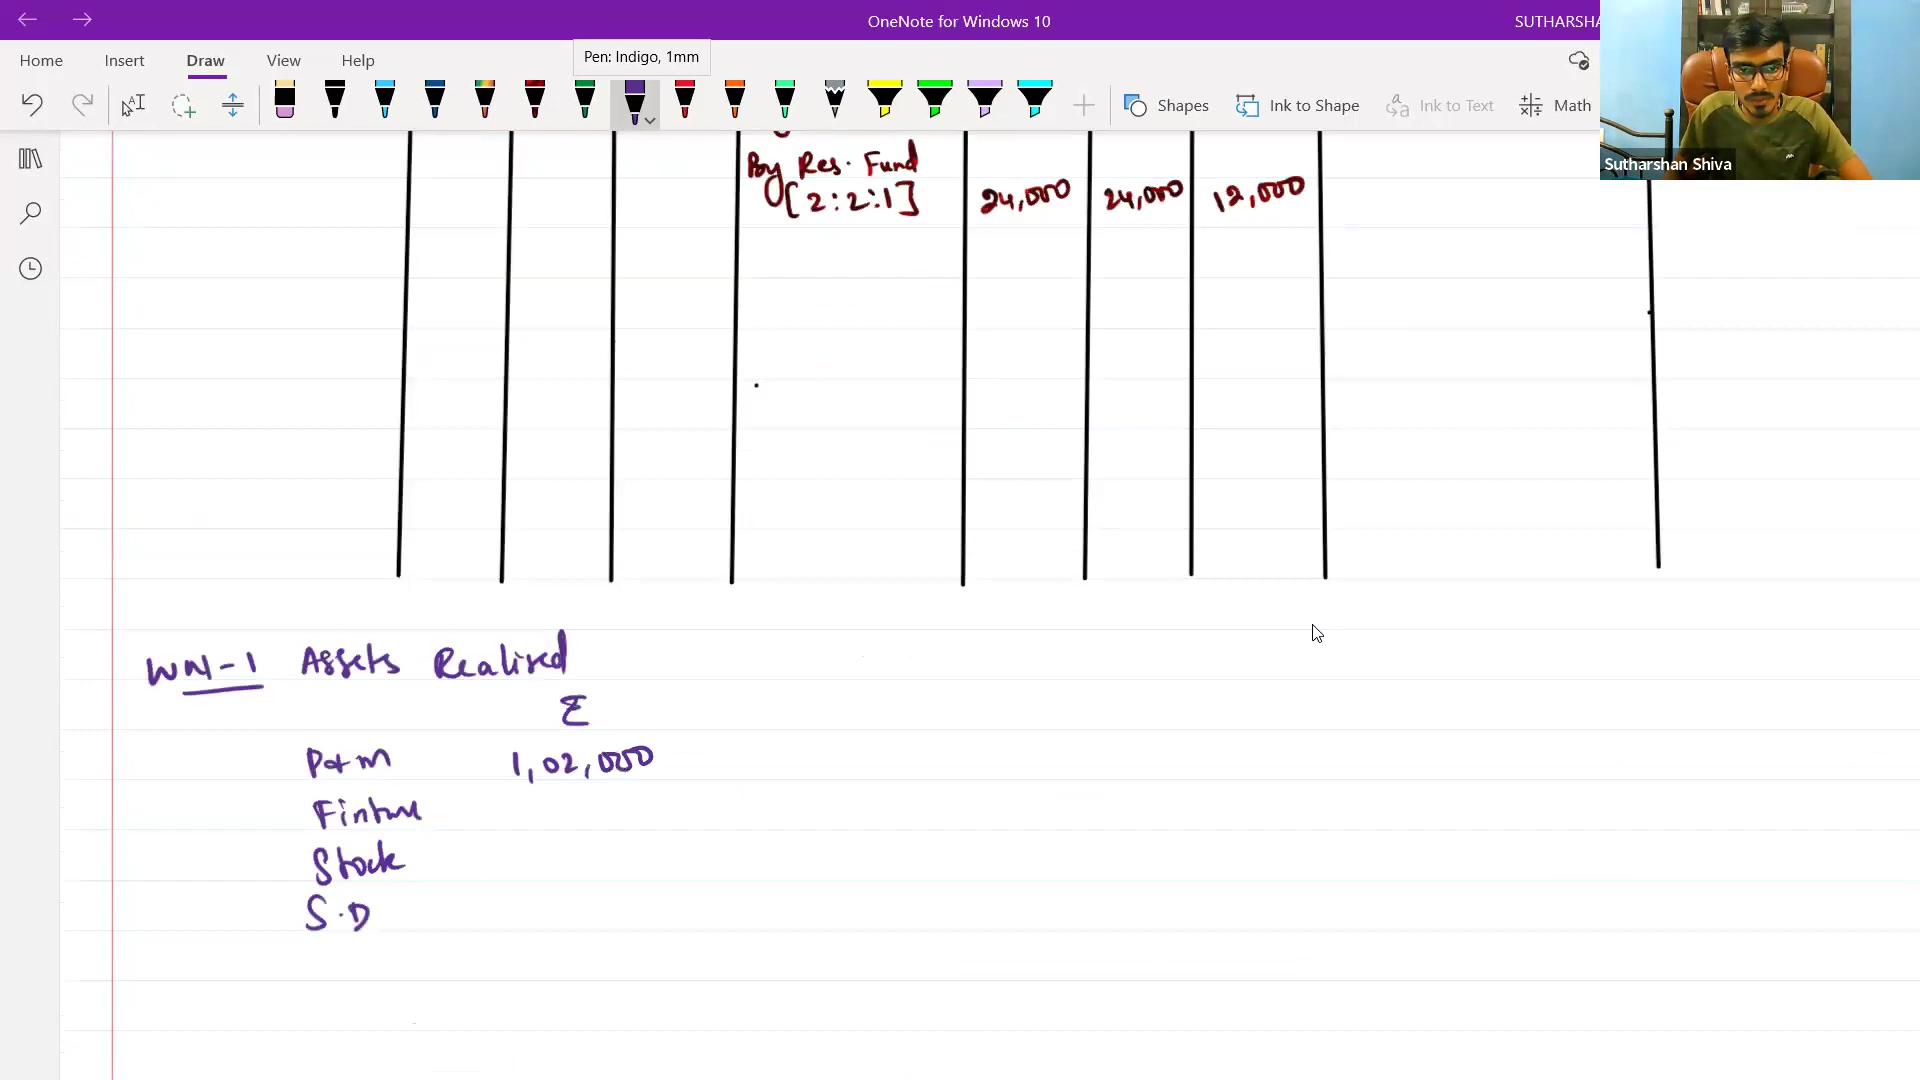 OneNote for Windows 10
SUTHARSHA
Home Insert Draw View Help
Pen: Indigo, 1mm
Shapes Ink to Shape Ink to Text Math
Sutharshan Shiva
By Res. Fund
[2:2:1] 24,000 24,000 12,000
WN-1 Assets Realised
₹
P+M 1,02,000
Fixture
Stock
S.D